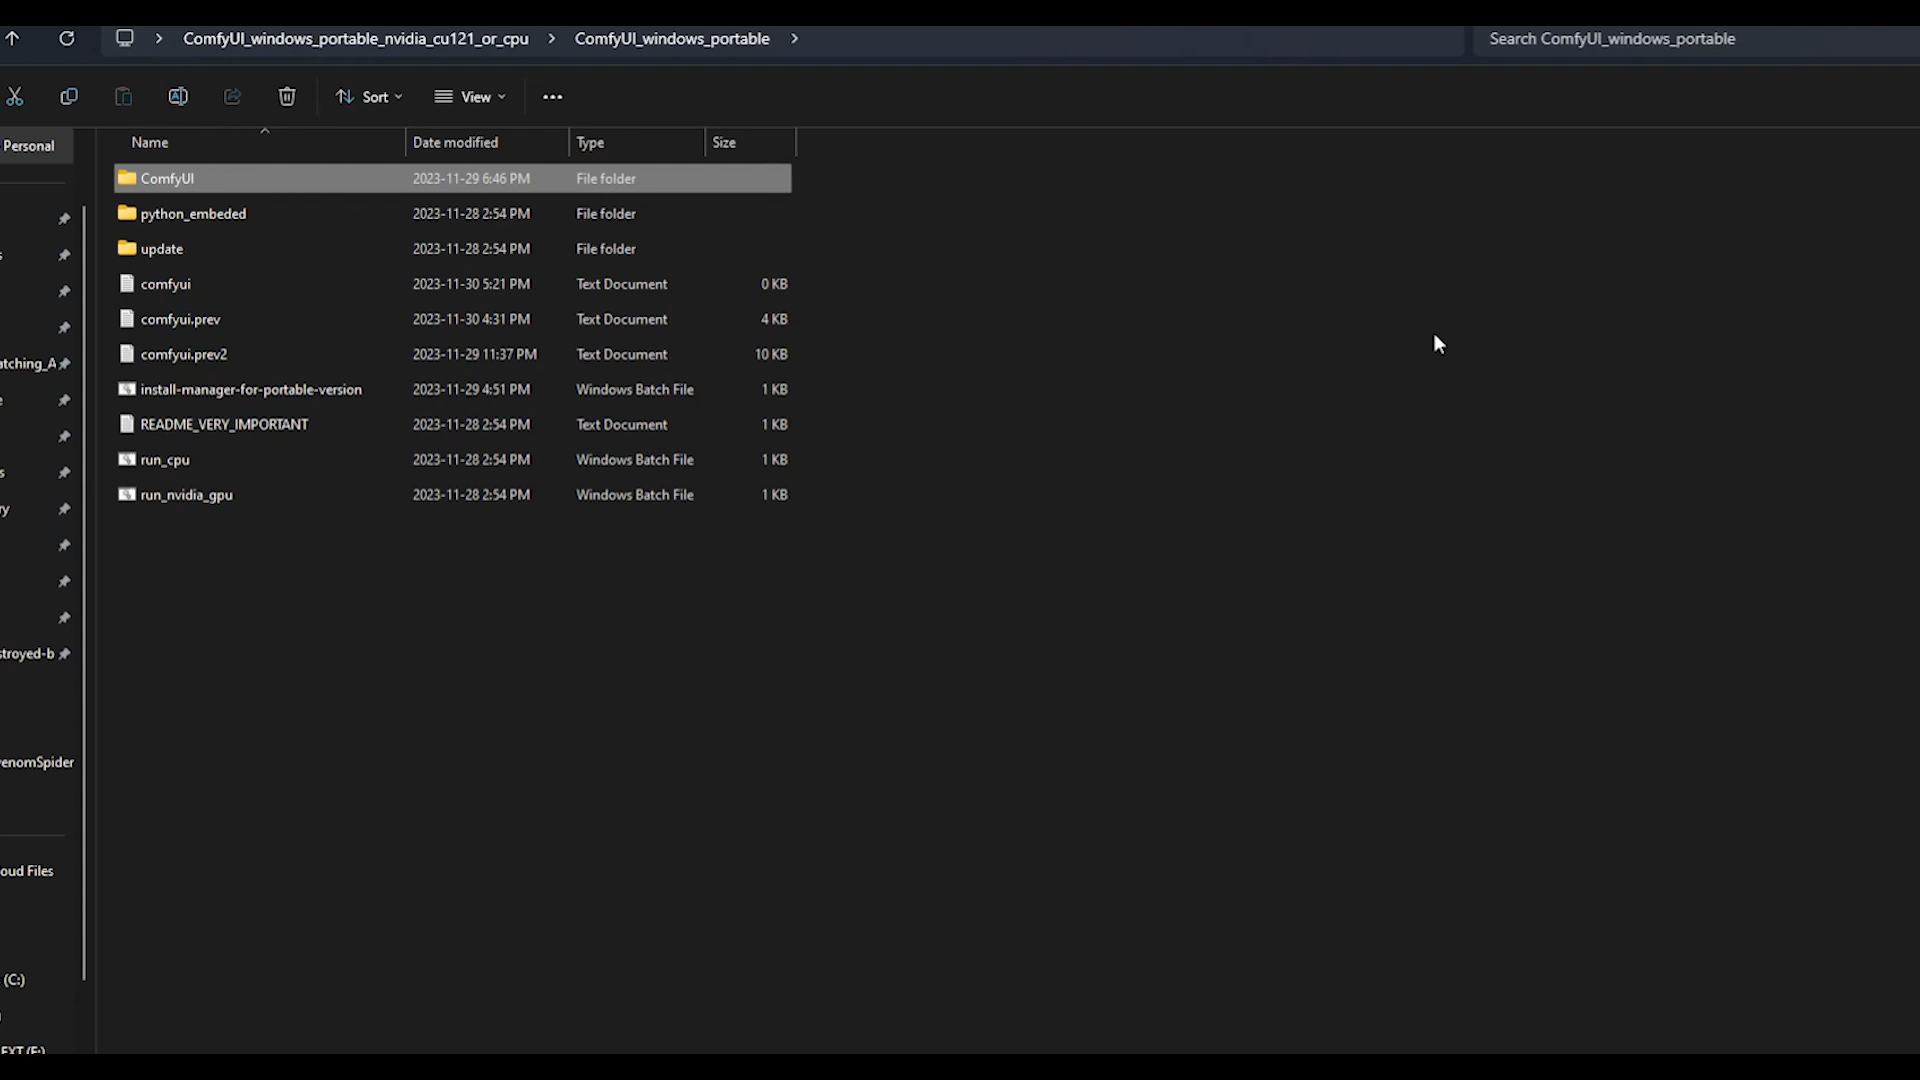 ComfyUI_windows_portable_nvidia_cu121_or_cpu > ComfyUI_windows_portable > Search ComfyUI_windows_portable
Sort View
Personal
Name Date modified Type Size
ComfyUI 2023-11-29 6:46 PM File folder
python_embeded 2023-11-28 2:54 PM File folder
update 2023-11-28 2:54 PM File folder
comfyui 2023-11-30 5:21 PM Text Document 0 KB
comfyui.prev 2023-11-30 4:31 PM Text Document 4 KB
comfyui.prev2 2023-11-29 11:37 PM Text Document 10 KB
atching_A
install-manager-for-portable-version 2023-11-29 4:51 PM Windows Batch File 1 KB
README_VERY_IMPORTANT 2023-11-28 2:54 PM Text Document 1 KB
run_cpu 2023-11-28 2:54 PM Windows Batch File 1 KB
run_nvidia_gpu 2023-11-28 2:54 PM Windows Batch File 1 KB
ry
stroyed-b
venomSpider
oud Files
(C:)
EXT (F:)